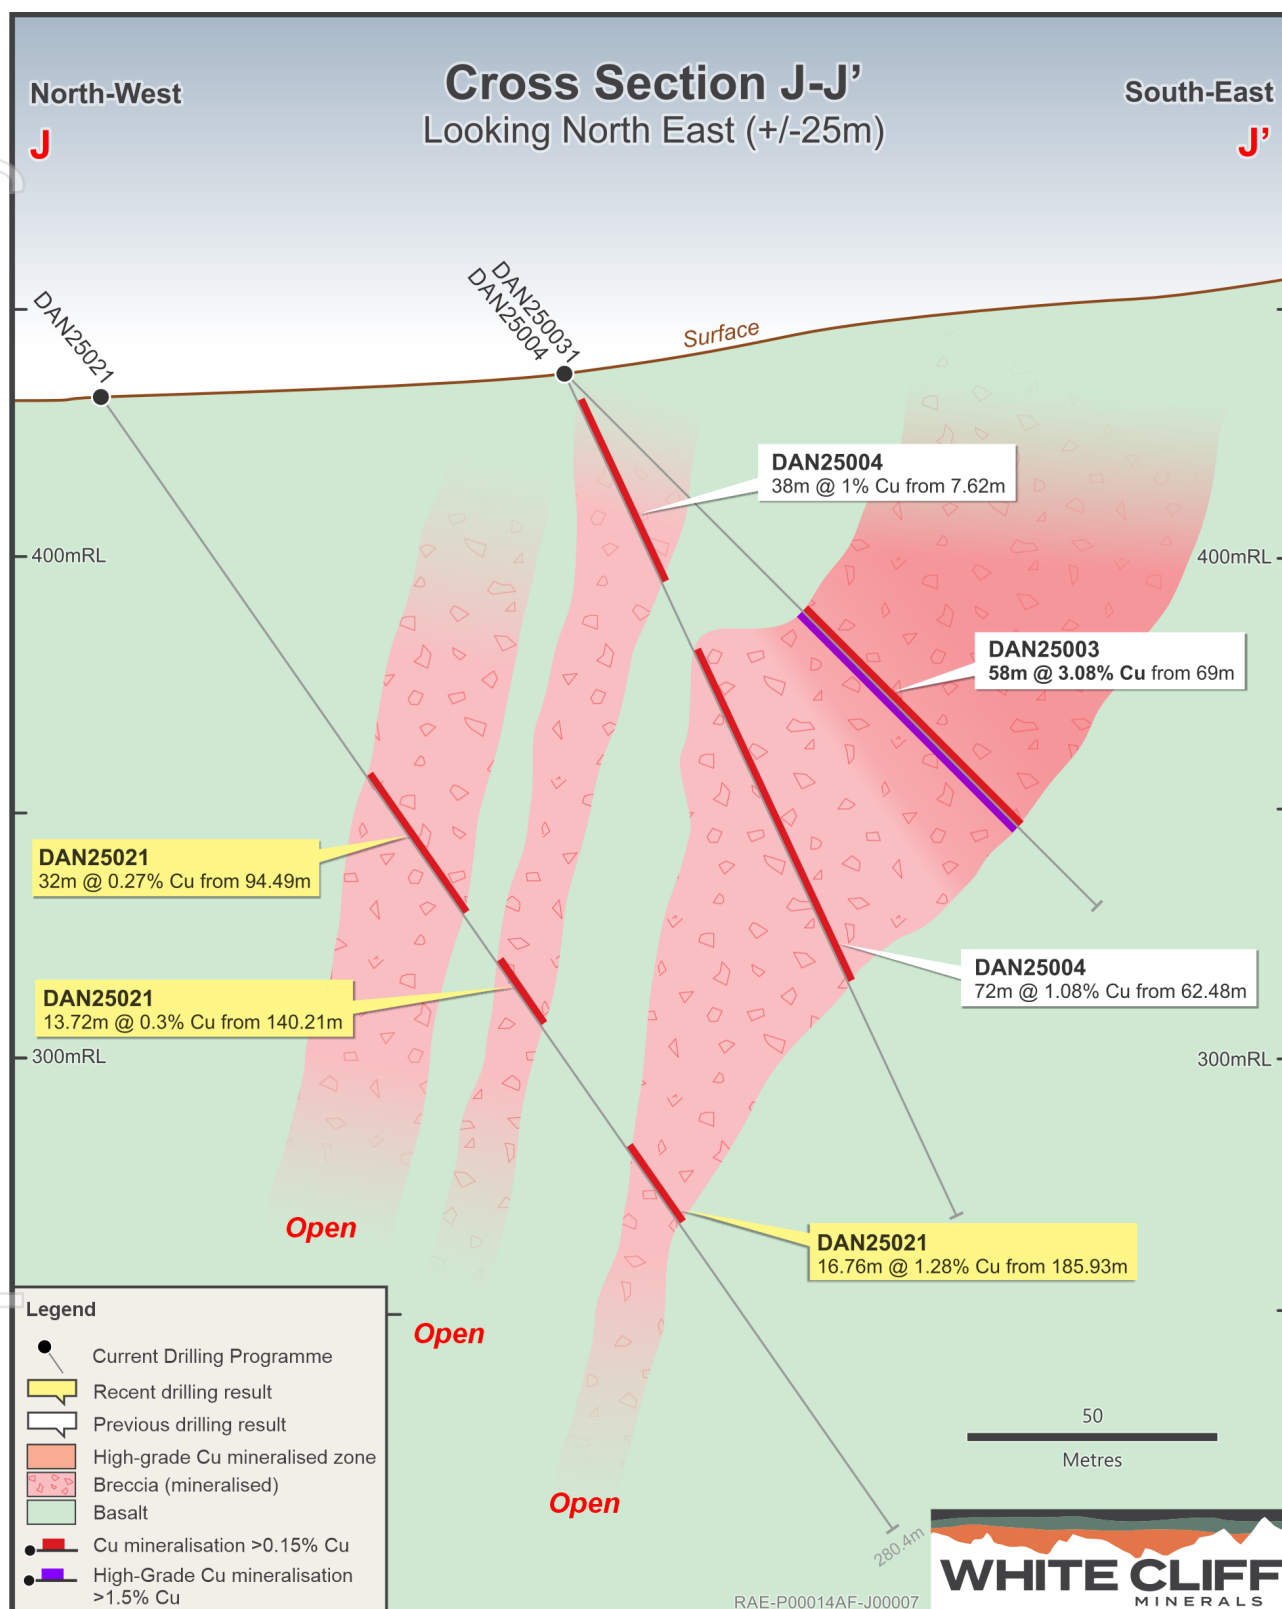 Cross Section J-J’
Looking North East (+/-25m)
North-West
J
South-East
J’
DAN25021
DAN250031
DAN25004
Surface
DAN25004
38m @ 1% Cu from 7.62m
400mRL
400mRL
DAN25003
58m @ 3.08% Cu from 69m
DAN25021
32m @ 0.27% Cu from 94.49m
DAN25004
72m @ 1.08% Cu from 62.48m
DAN25021
13.72m @ 0.3% Cu from 140.21m
300mRL
300mRL
Open
DAN25021
16.76m @ 1.28% Cu from 185.93m
Open
Open
280.4m
Legend
Current Drilling Programme
Recent drilling result
Previous drilling result
High-grade Cu mineralised zone
Breccia (mineralised)
Basalt
Cu mineralisation >0.15% Cu
High-Grade Cu mineralisation
>1.5% Cu
50
Metres
WHITE CLIFF
MINERALS
RAE-P00014AF-J00007